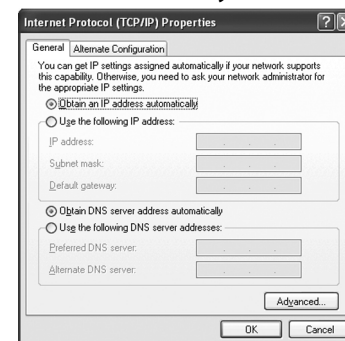 Internet Protocol (TCP/IP) Properties
General Alternate Configuration
You can get IP settings assigned automatically if your network supports
this capability. Otherwise, you need to ask your network administrator for
the appropriate IP settings.
Obtain an IP address automatically
Use the following IP address:
IP address:
Subnet mask:
Default gateway:
Obtain DNS server address automatically
Use the following DNS server addresses:
Preferred DNS server:
Alternate DNS server:
Advanced...
OK Cancel